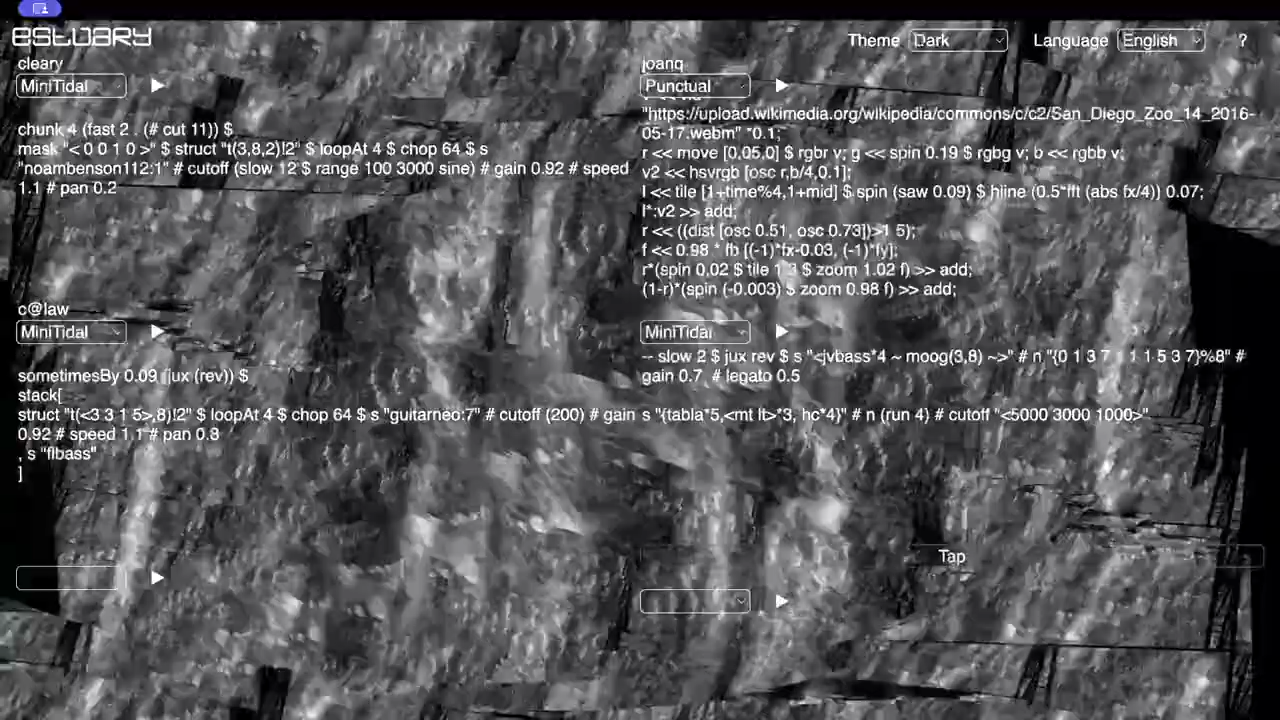 estuary
Theme Dark Language English ?
cleary
MiniTidal
chunk 4 (fast 2 . (# cut 11)) $
mask "< 0 0 1 0 >" $ struct "t(3,8,2)!2" $ loopAt 4 $ chop 64 $ s
"noambenson112:1" # cutoff (slow 12 $ range 100 3000 sine) # gain 0.92 # speed
1.1 # pan 0.2
joanq
Punctual
"https://upload.wikimedia.org/wikipedia/commons/c/c2/San_Diego_Zoo_14_2016-
05-17.webm" *0.1;
r << move [0.05,0] $ rgbr v; g << spin 0.19 $ rgbg v; b << rgbb v;
v2 << hsvrgb [osc r,b/4,0.1];
l << tile [1+time%4,1+mid] $ spin (saw 0.09) $ hline (0.5*fft (abs fx/4)) 0.07;
l*:v2 >> add;
r << ((dist [osc 0.51, osc 0.73])>1 5);
f << 0.98 * fb [(-1)*fx-0.03, (-1)*fy];
r*(spin 0.02 $ tile 1 3 $ zoom 1.02 f) >> add;
(1-r)*(spin (-0.003) $ zoom 0.98 f) >> add;
c@law
MiniTidal
sometimesBy 0.09 (jux (rev)) $
stack[
struct "t(<3 3 1 5>,8)!2" $ loopAt 4 $ chop 64 $ s "guitarneo:7" # cutoff (200) # gain
0.92 # speed 1.1 # pan 0.8
, s "flbass"
]
MiniTidal
-- slow 2 $ jux rev $ s "<jvbass*4 ~ moog(3,8) ~>" # n "{0 1 3 7 1 1 1 5 3 7}%8" #
gain 0.7 # legato 0.5
s "{tabla*5,<mt lt>*3, hc*4}" # n (run 4) # cutoff "<5000 3000 1000>"
Tap